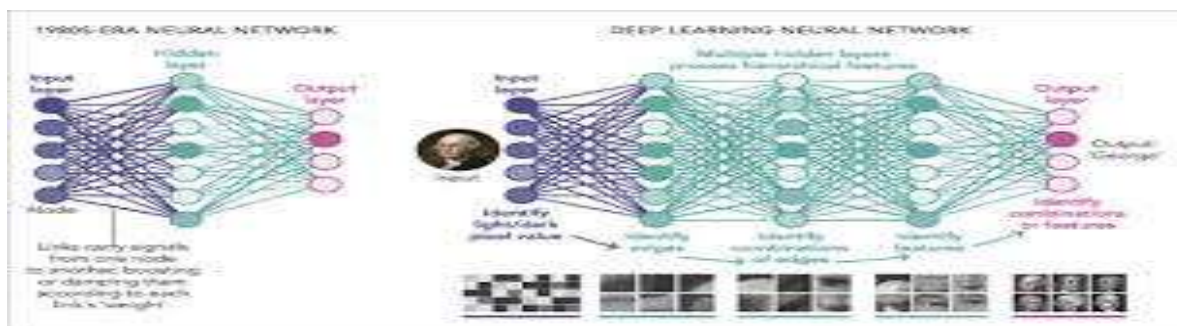 1980S-ERA NEURAL NETWORK
Hidden
layer
Input
layer
Output
layer
Node
Links carry signals
from one node
to another, boosting
or damping them
according to each
link's 'weight'
DEEP LEARNING NEURAL NETWORK
Multiple hidden layers
process hierarchical features
Input
layer
Output
layer
Input
Output:
'George'
Identify
light/dark
pixel value
Identify
edges
Identify
combinations
of edges
Identify
features
Identify
combinations
of features